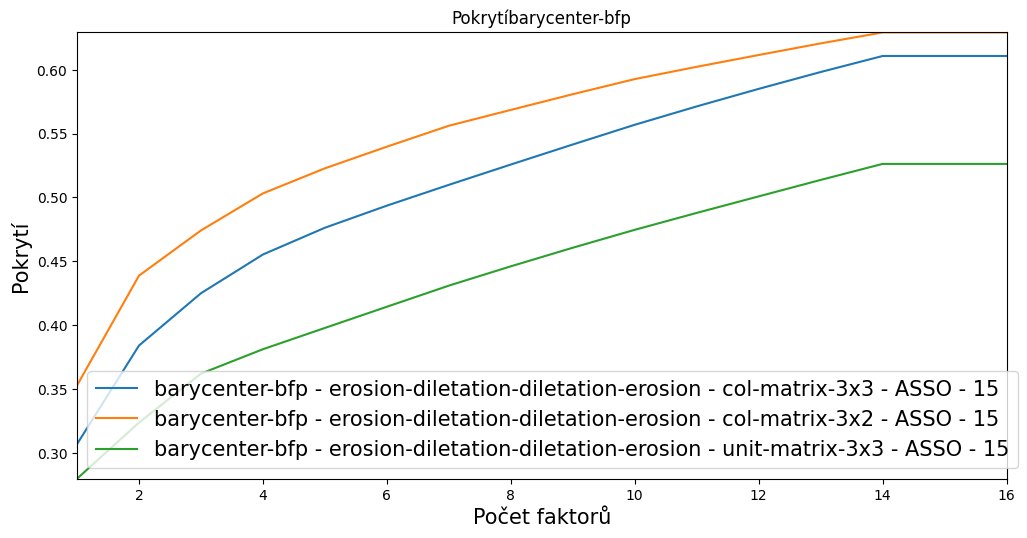 Pokrytíbarycenter-bfp
0.60
0.55
0.50
0.45
0.40
0.35
0.30
Pokrytí
barycenter-bfp - erosion-diletation-diletation-erosion - col-matrix-3x3 - ASSO - 15
barycenter-bfp - erosion-diletation-diletation-erosion - col-matrix-3x2 - ASSO - 15
barycenter-bfp - erosion-diletation-diletation-erosion - unit-matrix-3x3 - ASSO - 15
2 4 6 8 10 12 14 16
Počet faktorů